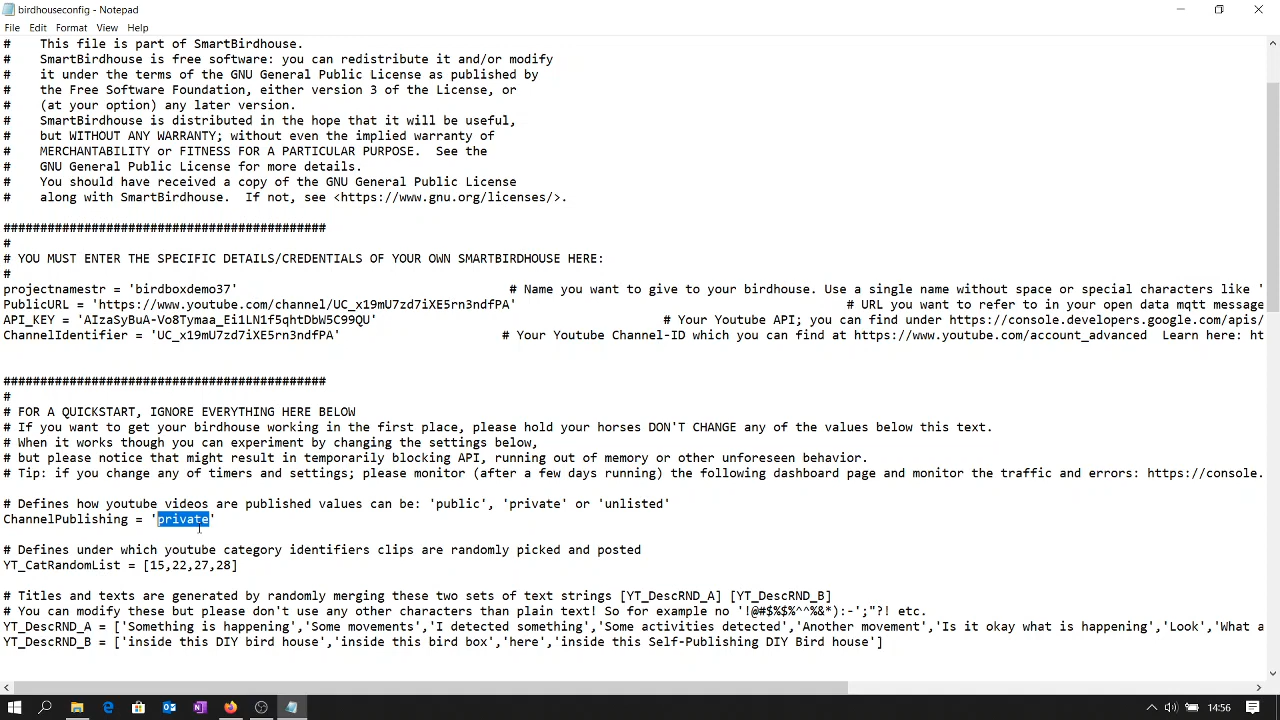 birdhouseconfig - Notepad
File Edit Format View Help
# This file is part of SmartBirdhouse.
# SmartBirdhouse is free software: you can redistribute it and/or modify
# it under the terms of the GNU General Public License as published by
# the Free Software Foundation, either version 3 of the License, or
# (at your option) any later version.
# SmartBirdhouse is distributed in the hope that it will be useful,
# but WITHOUT ANY WARRANTY; without even the implied warranty of
# MERCHANTABILITY or FITNESS FOR A PARTICULAR PURPOSE. See the
# GNU General Public License for more details.
# You should have received a copy of the GNU General Public License
# along with SmartBirdhouse. If not, see <https://www.gnu.org/licenses/>.
############################################
#
# YOU MUST ENTER THE SPECIFIC DETAILS/CREDENTIALS OF YOUR OWN SMARTBIRDHOUSE HERE:
#
projectnamestr = 'birdboxdemo37' # Name you want to give to your birdhouse. Use a single name without space or special characters like '
PublicURL = 'https://www.youtube.com/channel/UC_x19mU7zd7iXE5rn3ndfPA' # URL you want to refer to in your open data mqtt message
API_KEY = 'AIzaSyBuA-Vo8Tymaa_Ei1LN1f5qhtDbW5C99QU' # Your Youtube API; you can find under https://console.developers.google.com/apis/
ChannelIdentifier = 'UC_x19mU7zd7iXE5rn3ndfPA' # Your Youtube Channel-ID which you can find at https://www.youtube.com/account_advanced Learn here: ht
############################################
#
# FOR A QUICKSTART, IGNORE EVERYTHING HERE BELOW
# If you want to get your birdhouse working in the first place, please hold your horses DON'T CHANGE any of the values below this text.
# When it works though you can experiment by changing the settings below,
# but please notice that might result in temporarily blocking API, running out of memory or other unforeseen behavior.
# Tip: if you change any of timers and settings; please monitor (after a few days running) the following dashboard page and monitor the traffic and errors: https://console.
# Defines how youtube videos are published values can be: 'public', 'private' or 'unlisted'
ChannelPublishing = 'private'
# Defines under which youtube category identifiers clips are randomly picked and posted
YT_CatRandomList = [15,22,27,28]
# Titles and texts are generated by randomly merging these two sets of text strings [YT_DescRND_A] [YT_DescRND_B]
# You can modify these but please don't use any other characters than plain text! So for example no '!@#$%$%^^%&*):-';"?! etc.
YT_DescRND_A = ['Something is happening','Some movements','I detected something','Some activities detected','Another movement','Is it okay what is happening','Look','What a
YT_DescRND_B = ['inside this DIY bird house','inside this bird box','here','inside this Self-Publishing DIY Bird house']
14:56